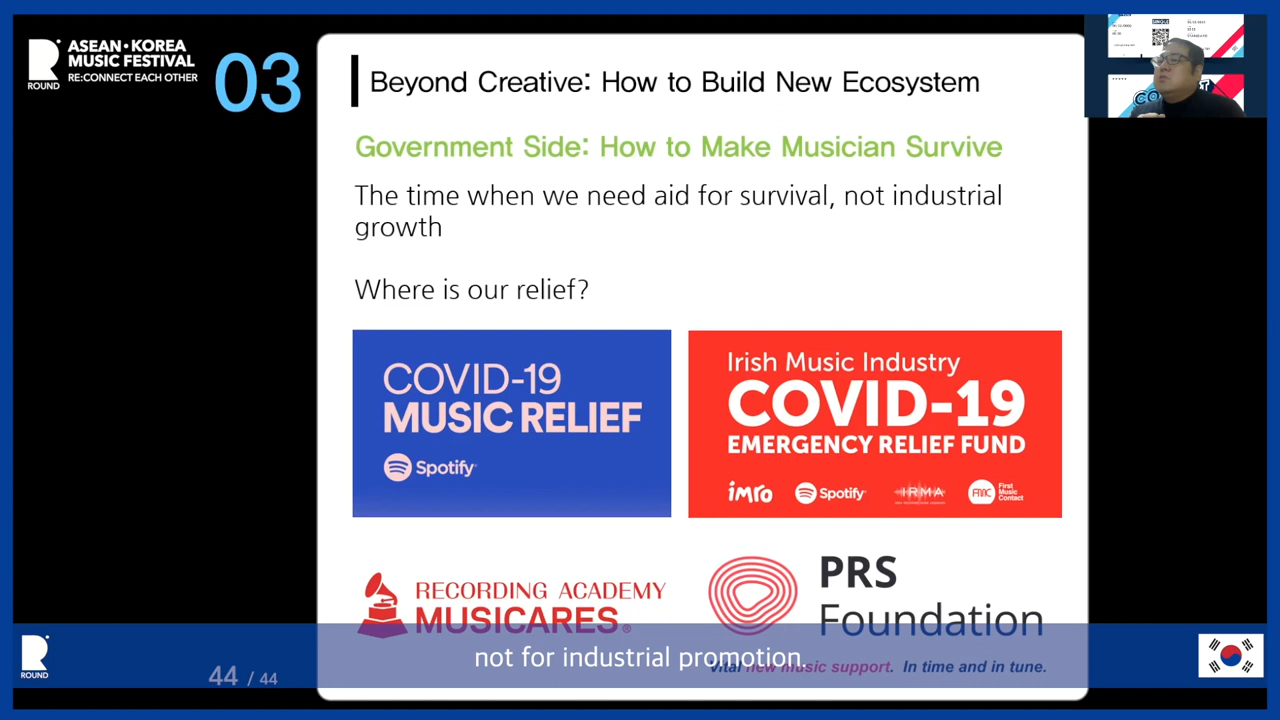 ASEAN • KOREA
MUSIC FESTIVAL
RE:CONNECT EACH OTHER
ROUND
03
Beyond Creative: How to Build New Ecosystem
Government Side: How to Make Musician Survive
The time when we need aid for survival, not industrial
growth
Where is our relief?
COVID-19
MUSIC RELIEF
Spotify
Irish Music Industry
COVID-19
EMERGENCY RELIEF FUND
imro
Spotify
IRMA
FMC
First
Music
Contact
RECORDING ACADEMY
MUSICARES®
PRS
Foundation
Vital new music support. In time and in tune.
not for industrial promotion.
ROUND
44 / 44